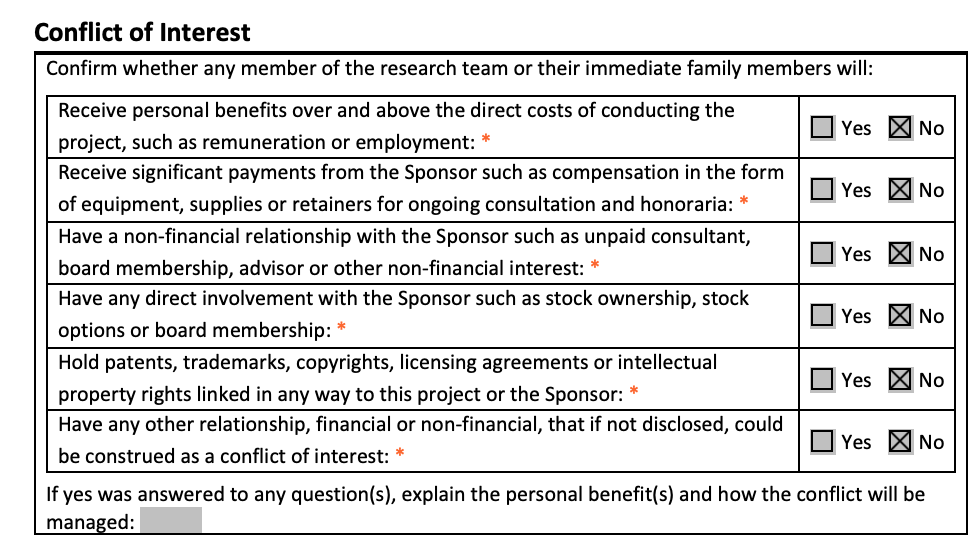 Conflict of Interest
Confirm whether any member of the research team or their immediate family members will:
Receive personal benefits over and above the direct costs of conducting the
project, such as remuneration or employment: *
☐ Yes ☒ No
Receive significant payments from the Sponsor such as compensation in the form
of equipment, supplies or retainers for ongoing consultation and honoraria: *
☐ Yes ☒ No
Have a non-financial relationship with the Sponsor such as unpaid consultant,
board membership, advisor or other non-financial interest: *
☐ Yes ☒ No
Have any direct involvement with the Sponsor such as stock ownership, stock
options or board membership: *
☐ Yes ☒ No
Hold patents, trademarks, copyrights, licensing agreements or intellectual
property rights linked in any way to this project or the Sponsor: *
☐ Yes ☒ No
Have any other relationship, financial or non-financial, that if not disclosed, could
be construed as a conflict of interest: *
☐ Yes ☒ No
If yes was answered to any question(s), explain the personal benefit(s) and how the conflict will be
managed: